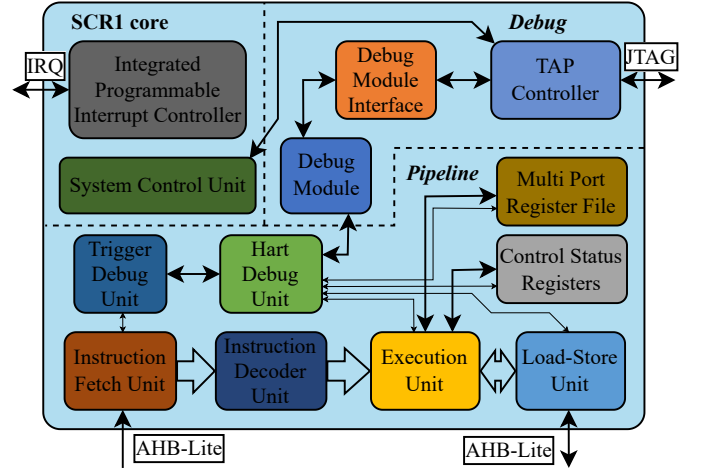 SCR1 core
Debug
IRQ
Integrated
Programmable
Interrupt Controller
Debug
Module
Interface
TAP
Controller
JTAG
System Control Unit
Debug
Module
Pipeline
Multi Port
Register File
Trigger
Debug
Unit
Hart
Debug
Unit
Control Status
Registers
Instruction
Fetch Unit
Instruction
Decoder
Unit
Execution
Unit
Load-Store
Unit
AHB-Lite
AHB-Lite